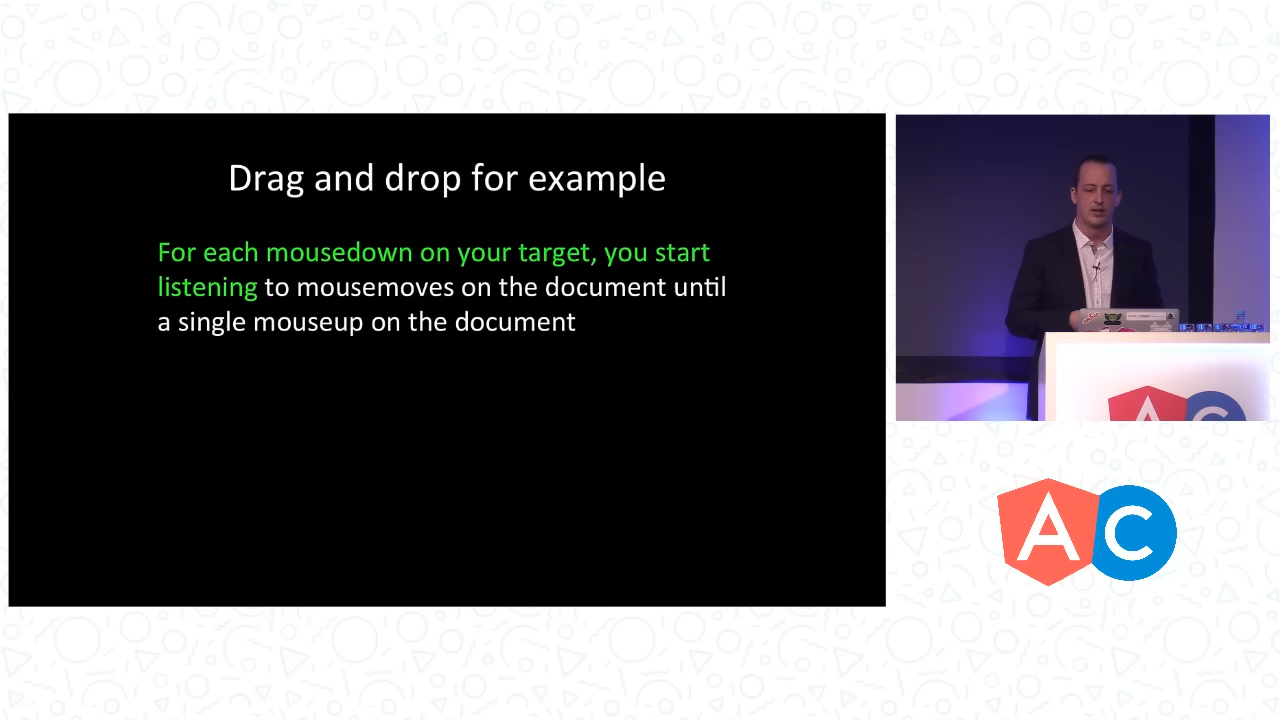 Drag and drop for example
For each mousedown on your target, you start
listening to mousemoves on the document until
a single mouseup on the document
A C
A C